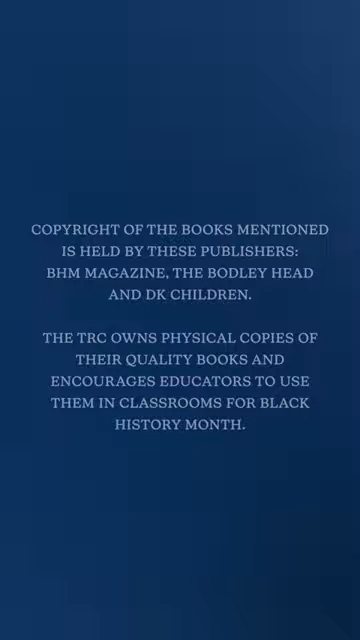 COPYRIGHT OF THE BOOKS MENTIONED
IS HELD BY THESE PUBLISHERS:
BHM MAGAZINE, THE BODLEY HEAD
AND DK CHILDREN.
THE TRC OWNS PHYSICAL COPIES OF
THEIR QUALITY BOOKS AND
ENCOURAGES EDUCATORS TO USE
THEM IN CLASSROOMS FOR BLACK
HISTORY MONTH.